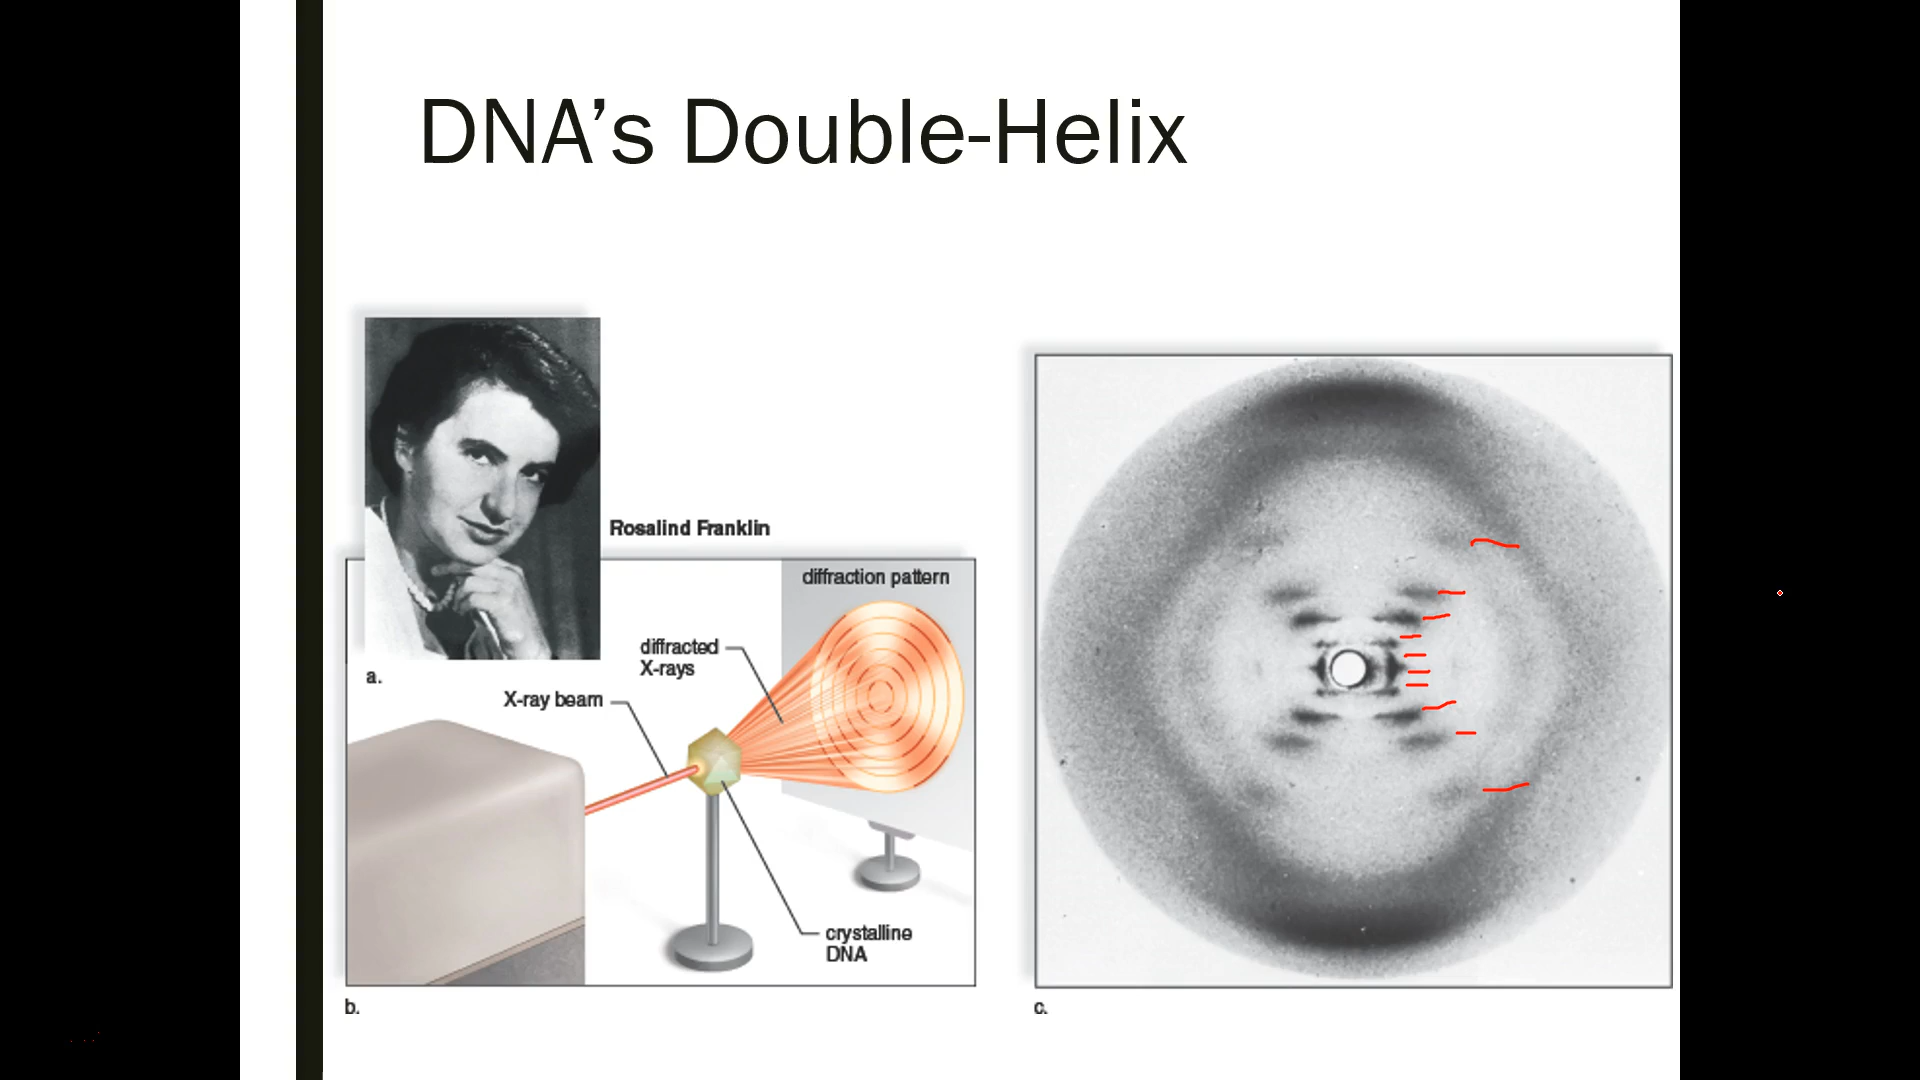 DNA’s Double-Helix
Rosalind Franklin
a.
diffraction pattern
diffracted
X-rays
X-ray beam
crystalline
DNA
b.
c.